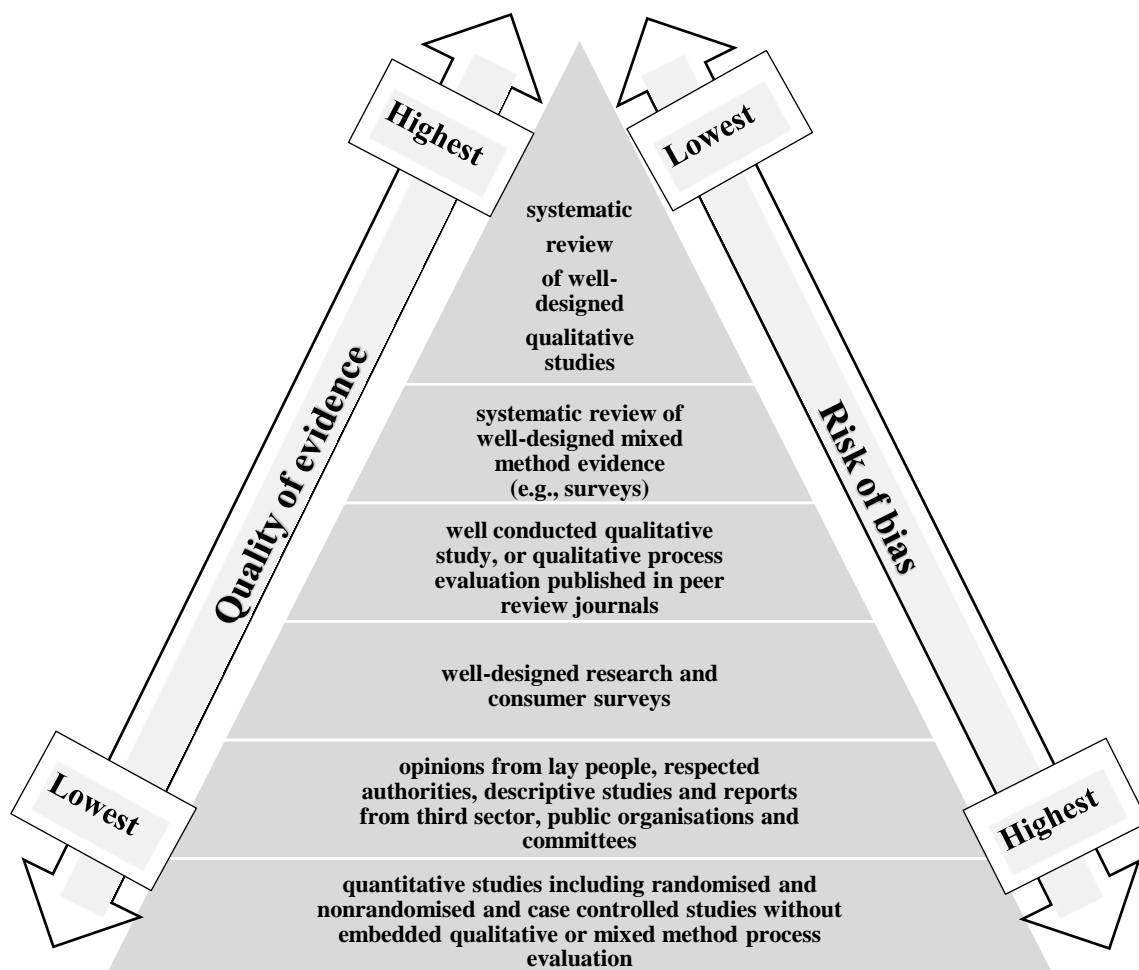 Highest
Lowest
systematic
review
of well-
designed
qualitative
studies
Quality of evidence
Risk of bias
systematic review of
well-designed mixed
method evidence
(e.g., surveys)
well conducted qualitative
study, or qualitative process
evaluation published in peer
review journals
well-designed research and
consumer surveys
Lowest
Highest
opinions from lay people, respected
authorities, descriptive studies and reports
from third sector, public organisations and
committees
quantitative studies including randomised and
nonrandomised and case controlled studies without
embedded qualitative or mixed method process
evaluation